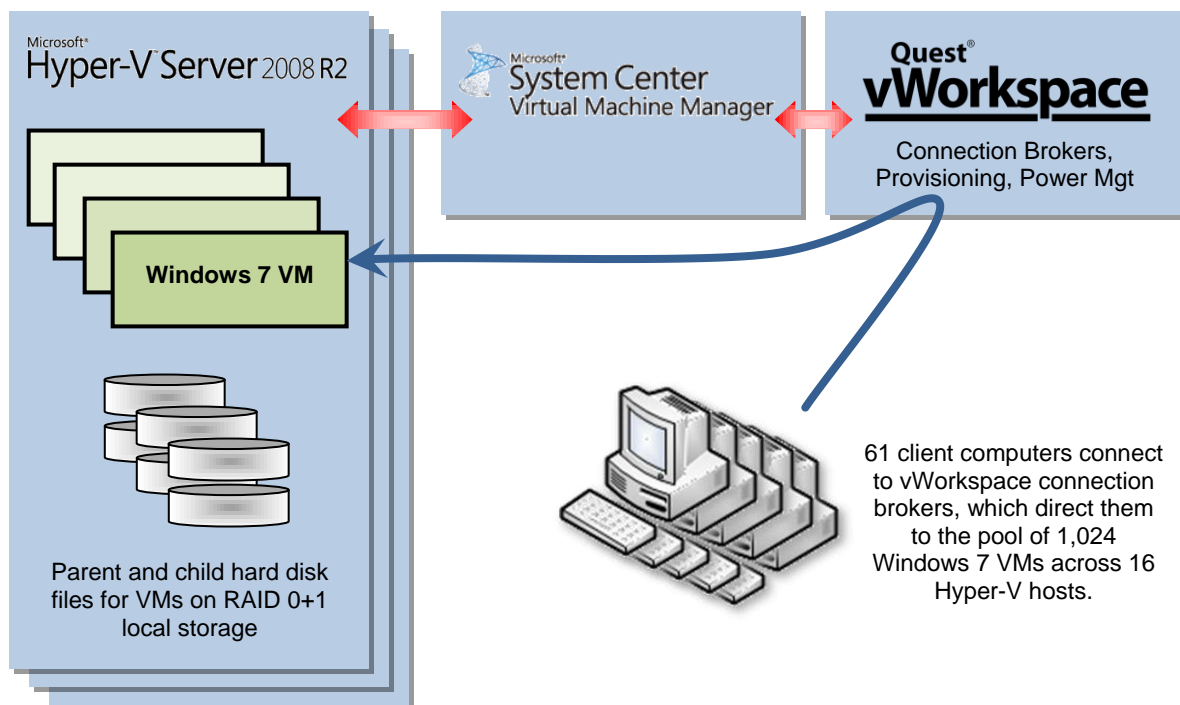 Microsoft®
Hyper-V™Server 2008 R2
Windows 7 VM
Parent and child hard disk
files for VMs on RAID 0+1
local storage
Microsoft®
System Center
Virtual Machine Manager
Quest®
vWorkspace
Connection Brokers,
Provisioning, Power Mgt
61 client computers connect
to vWorkspace connection
brokers, which direct them
to the pool of 1,024
Windows 7 VMs across 16
Hyper-V hosts.